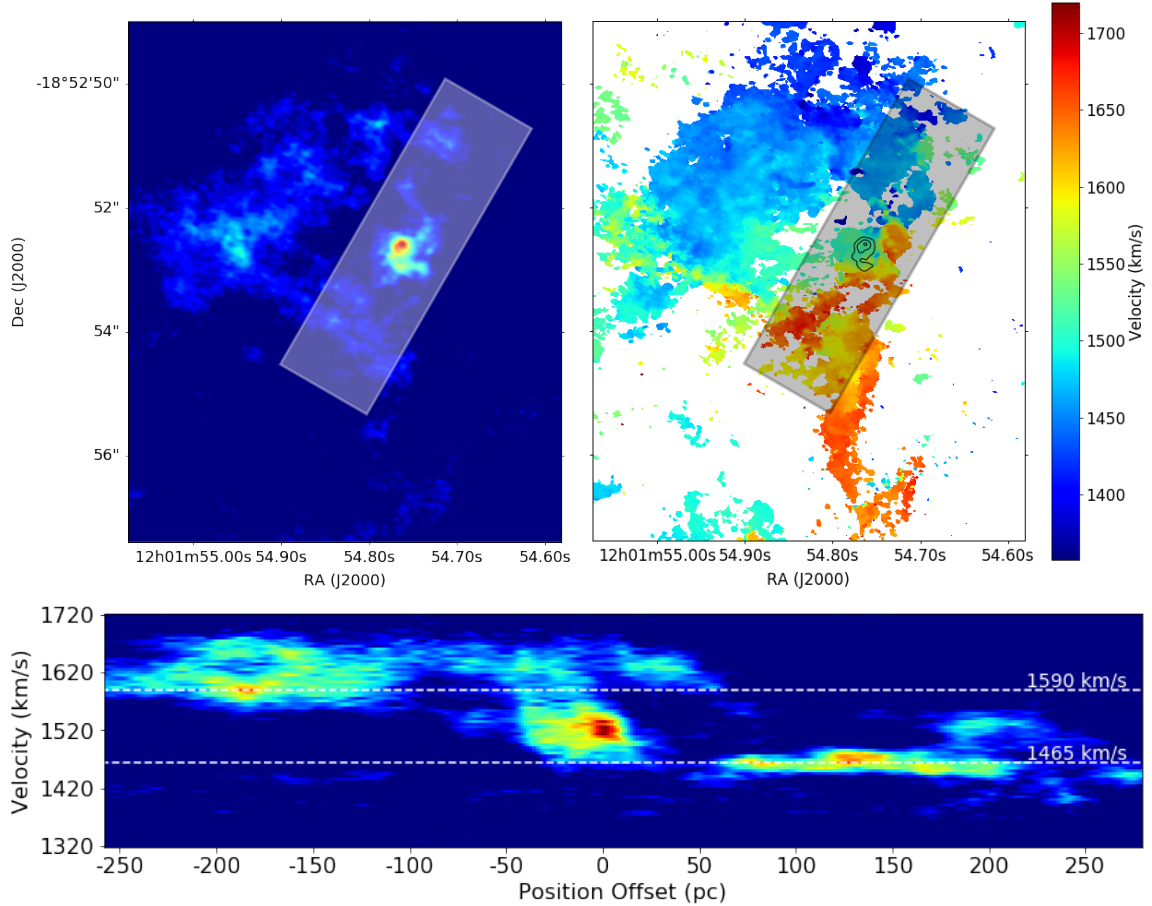 -18°52'50"
52"
54"
56"
Dec (J2000)
12h01m55.00s 54.90s 54.80s 54.70s 54.60s
RA (J2000)
12h01m55.00s 54.90s 54.80s 54.70s 54.60s
RA (J2000)
1700
1650
1600
1550
1500
1450
1400
Velocity (km/s)
1720
1620
1520
1420
1320
Velocity (km/s)
1590 km/s
1465 km/s
-250 -200 -150 -100 -50 0 50 100 150 200 250
Position Offset (pc)